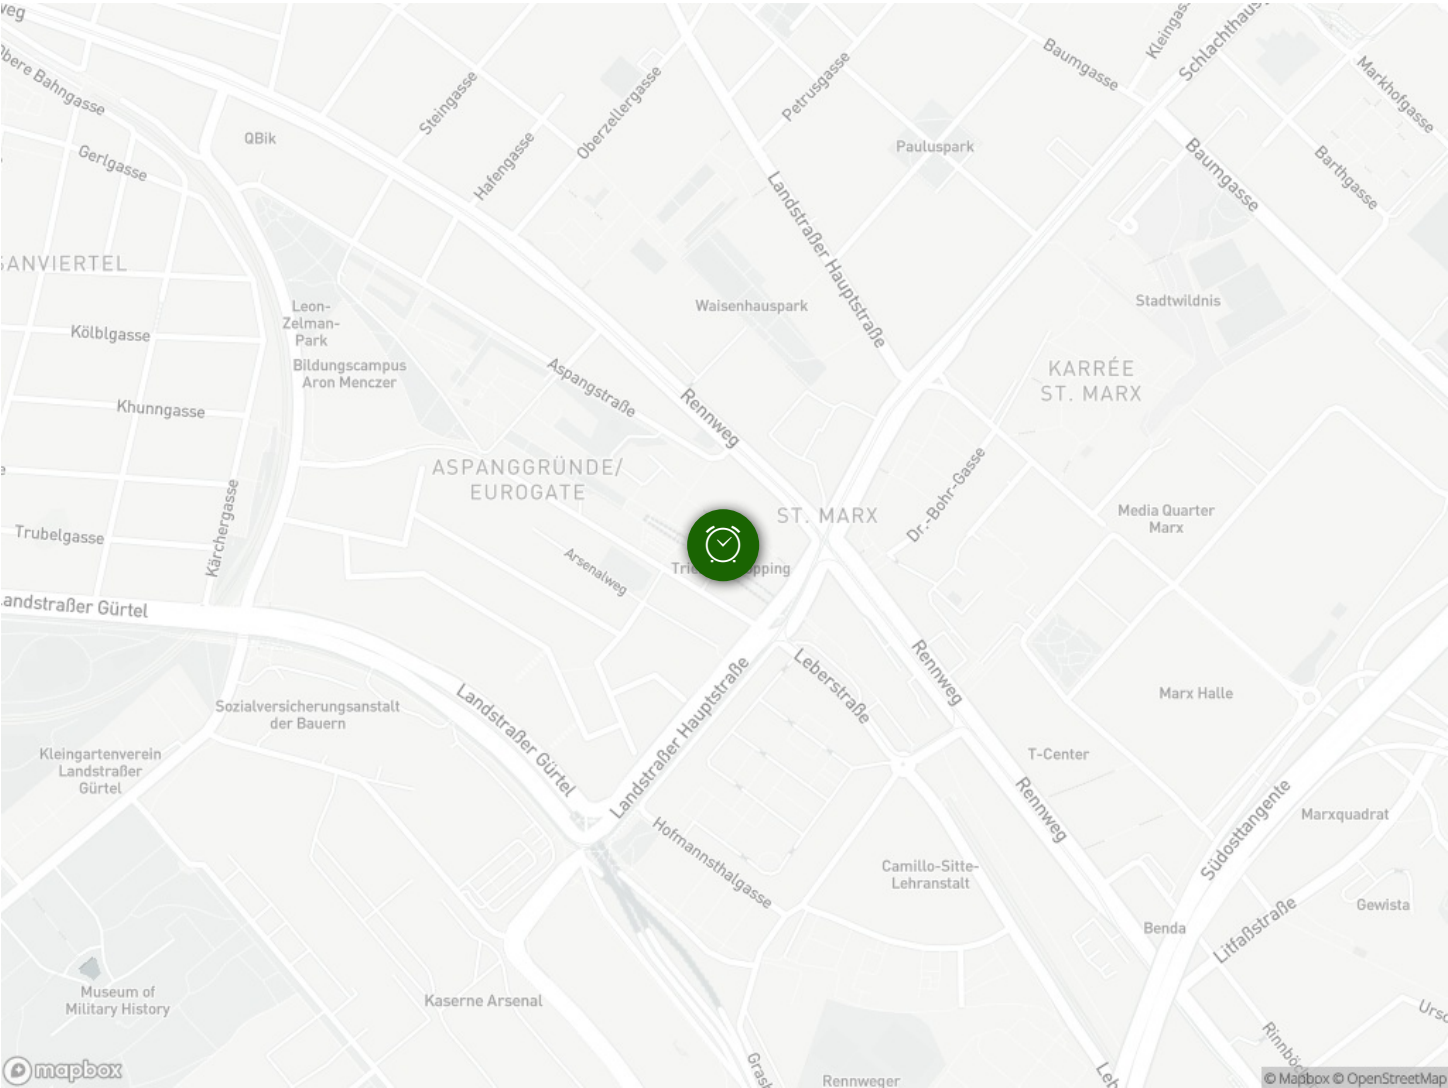 Obere Bahngasse
Gerlgasse
QBik
Steingasse
Hafengasse
Oberzellergasse
Petrusgasse
Baumgasse
Markhofgasse
Barthgasse
Baumgasse
Pauluspark
Landstraßer Hauptstraße
Kölblgasse
Leon-
Zelman-
Park
Bildungscampus
Aron Menczer
Waisenhauspark
Stadtwildnis
KARRÉE
ST. MARX
Khunngasse
Aspangstraße
Rennweg
ASPANGGRÜNDE/
EUROGATE
ST. MARX
Dr.-Bohr-Gasse
Media Quarter
Marx
Trubelgasse
Kärchergasse
Arsenalweg
Landstraßer Gürtel
Leberstraße
Rennweg
Marx Halle
Sozialversicherungsanstalt
der Bauern
Landstraßer Gürtel
Landstraßer Hauptstraße
Kleingartenverein
Landstraßer
Gürtel
T-Center
Rennweg
Südosttangente
Marxquadrat
Hofmannsthalgasse
Camillo-Sitte-
Lehranstalt
Gewista
Benda
Litfaßstraße
Museum of
Military History
Kaserne Arsenal
Rennweger
mapbox
© Mapbox © OpenStreetMap